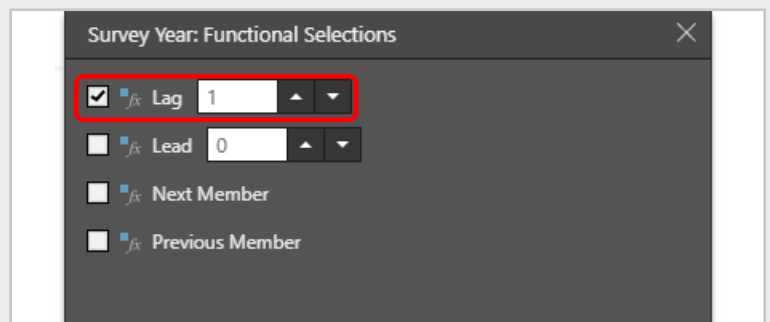 Survey Year: Functional Selections
fx Lag 1
fx Lead 0
fx Next Member
fx Previous Member